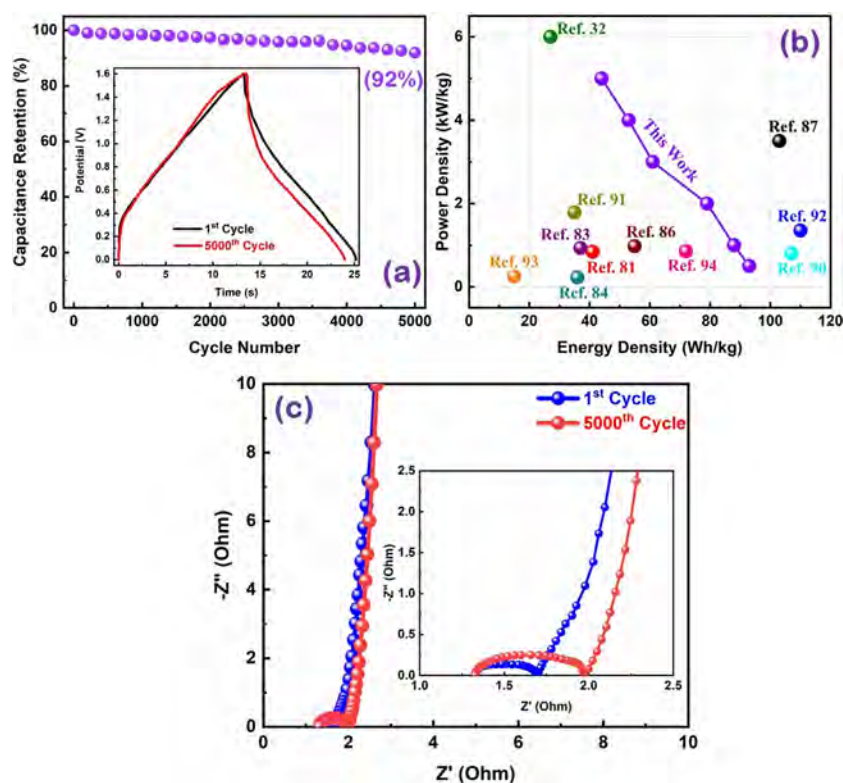 100
80
60
40
20
0
Capacitance Retention (%)
(92%)
1.6
1.4
1.2
1.0
0.8
0.6
0.4
0.2
0.0
Potential (V)
1st Cycle
5000th Cycle
0 5 10 15 20 25
Time (s)
(a)
0 1000 2000 3000 4000 5000
Cycle Number
6
4
2
0
Power Density (kW/kg)
Ref. 32
(b)
This Work
Ref. 87
Ref. 91
Ref. 92
Ref. 83
Ref. 86
Ref. 93
Ref. 81
Ref. 94
Ref. 90
Ref. 84
0 20 40 60 80 100 120
Energy Density (Wh/kg)
(c)
10
8
6
4
2
0
-Z" (Ohm)
1st Cycle
5000th Cycle
2.5
2.0
1.5
1.0
0.5
0.0
-Z'' (Ohm)
1.0 1.5 2.0 2.5
Z' (Ohm)
0 2 4 6 8 10
Z' (Ohm)